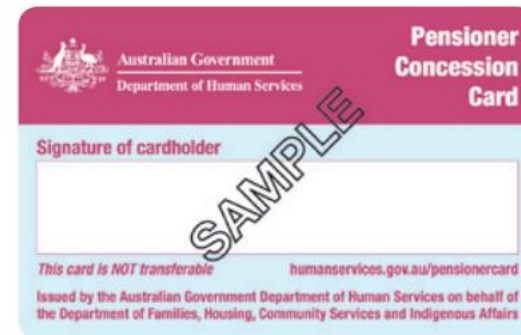 Australian Government
Department of Human Services
Pensioner
Concession
Card
Signature of cardholder
SAMPLE
This card is NOT transferable humanservices.gov.au/pensionercard
Issued by the Australian Government Department of Human Services on behalf of
the Department of Families, Housing, Community Services and Indigenous Affairs